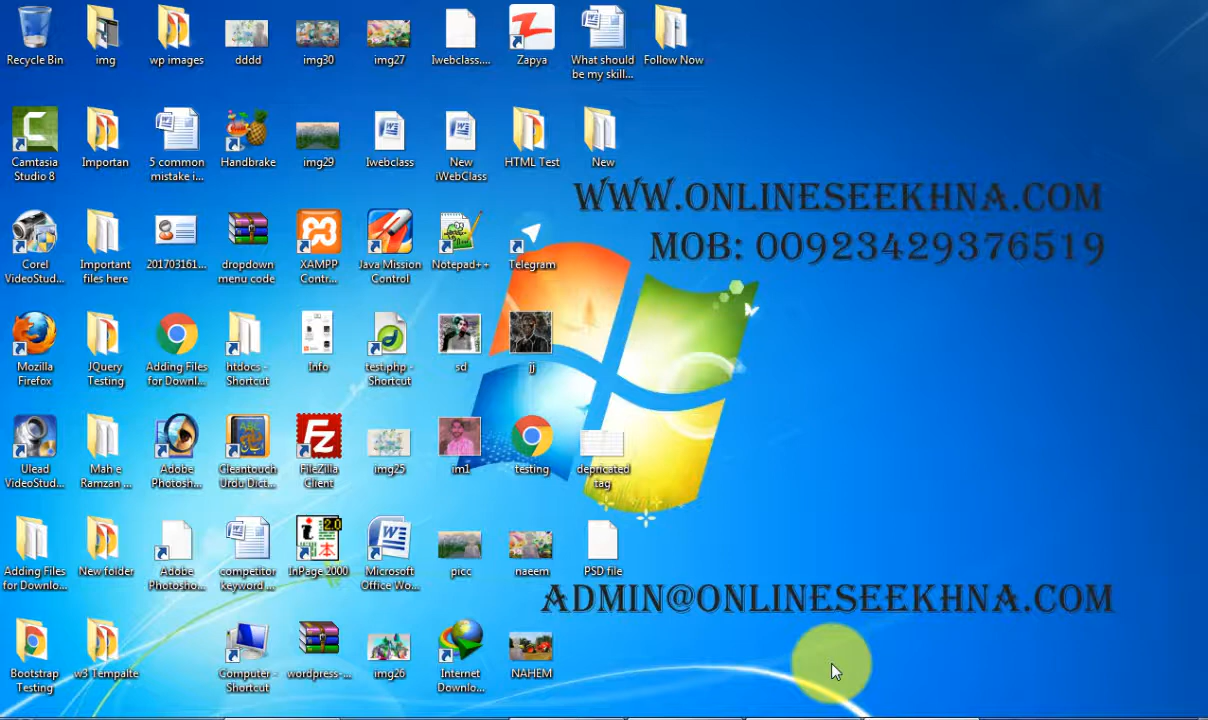 Recycle Bin
img
wp images
dddd
img30
img27
Iwebclass....
Zapya
What should
be my skill...
Follow Now
Camtasia
Studio 8
Importan
5 common
mistake i...
Handbrake
img29
Iwebclass
New
iWebClass
HTML Test
New
WWW.ONLINESEEKHNA.COM
MOB: 00923429376519
Corel
VideoStud...
Important
files here
201703161...
dropdown
menu code
XAMPP
Contr...
Java Mission
Control
Notepad++
Telegram
Mozilla
Firefox
JQuery
Testing
Adding Files
for Downl...
htdocs -
Shortcut
Info
test.php -
Shortcut
sd
jj
Ulead
VideoStud...
Mah e
Ramzan ...
Adobe
Photosh...
Cleantouch
Urdu Dict...
FileZilla
Client
img25
im1
testing
depricated
tag
Adding Files
for Downlo...
New folder
Adobe
Photosho...
competitor
keyword ...
InPage 2000
Microsoft
Office Wo...
picc
naeem
PSD file
ADMIN@ONLINESEEKHNA.COM
Bootstrap
Testing
w3 Tempalte
Computer -
Shortcut
wordpress-...
img26
Internet
Downlo...
NAHEM